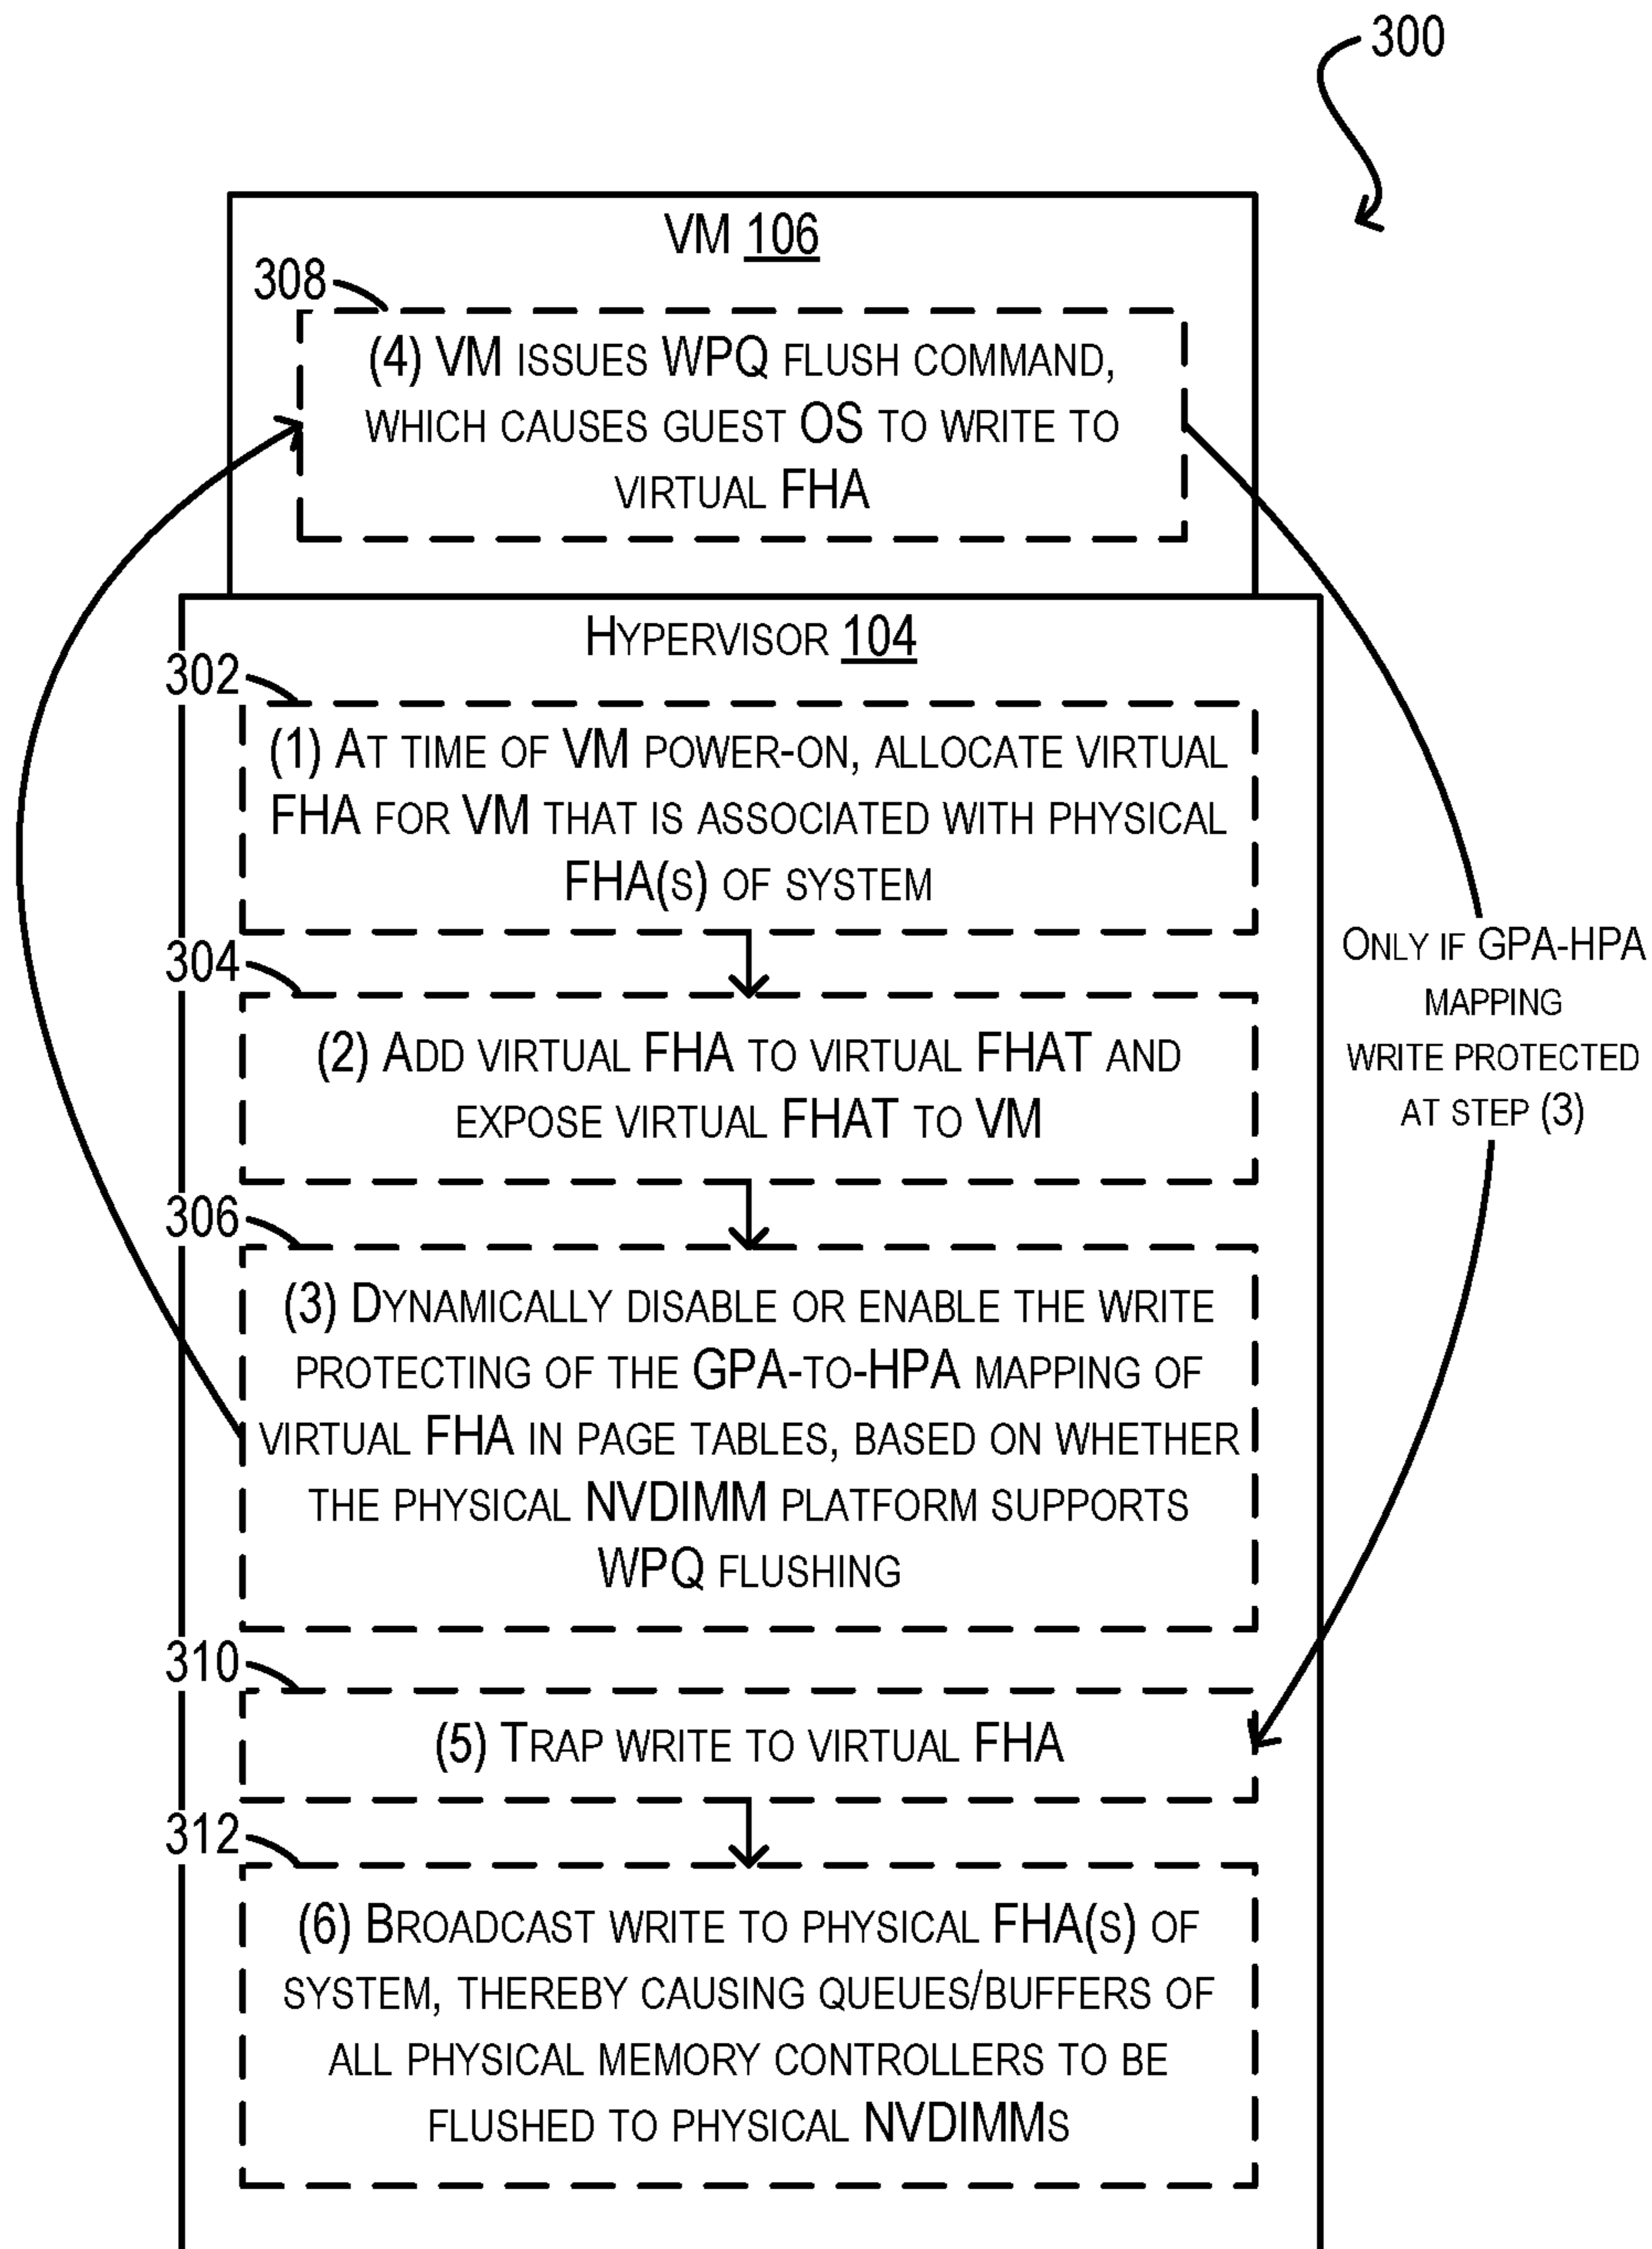 300
VM 106
308
(4) VM ISSUES WPQ FLUSH COMMAND,
WHICH CAUSES GUEST OS TO WRITE TO
VIRTUAL FHA
HYPERVISOR 104
302
(1) AT TIME OF VM POWER-ON, ALLOCATE VIRTUAL
FHA FOR VM THAT IS ASSOCIATED WITH PHYSICAL
FHA(S) OF SYSTEM
304
(2) ADD VIRTUAL FHA TO VIRTUAL FHAT AND
EXPOSE VIRTUAL FHAT TO VM
ONLY IF GPA-HPA
MAPPING
WRITE PROTECTED
AT STEP (3)
306
(3) DYNAMICALLY DISABLE OR ENABLE THE WRITE
PROTECTING OF THE GPA-TO-HPA MAPPING OF
VIRTUAL FHA IN PAGE TABLES, BASED ON WHETHER
THE PHYSICAL NVDIMM PLATFORM SUPPORTS
WPQ FLUSHING
310
(5) TRAP WRITE TO VIRTUAL FHA
312
(6) BROADCAST WRITE TO PHYSICAL FHA(S) OF
SYSTEM, THEREBY CAUSING QUEUES/BUFFERS OF
ALL PHYSICAL MEMORY CONTROLLERS TO BE
FLUSHED TO PHYSICAL NVDIMMS